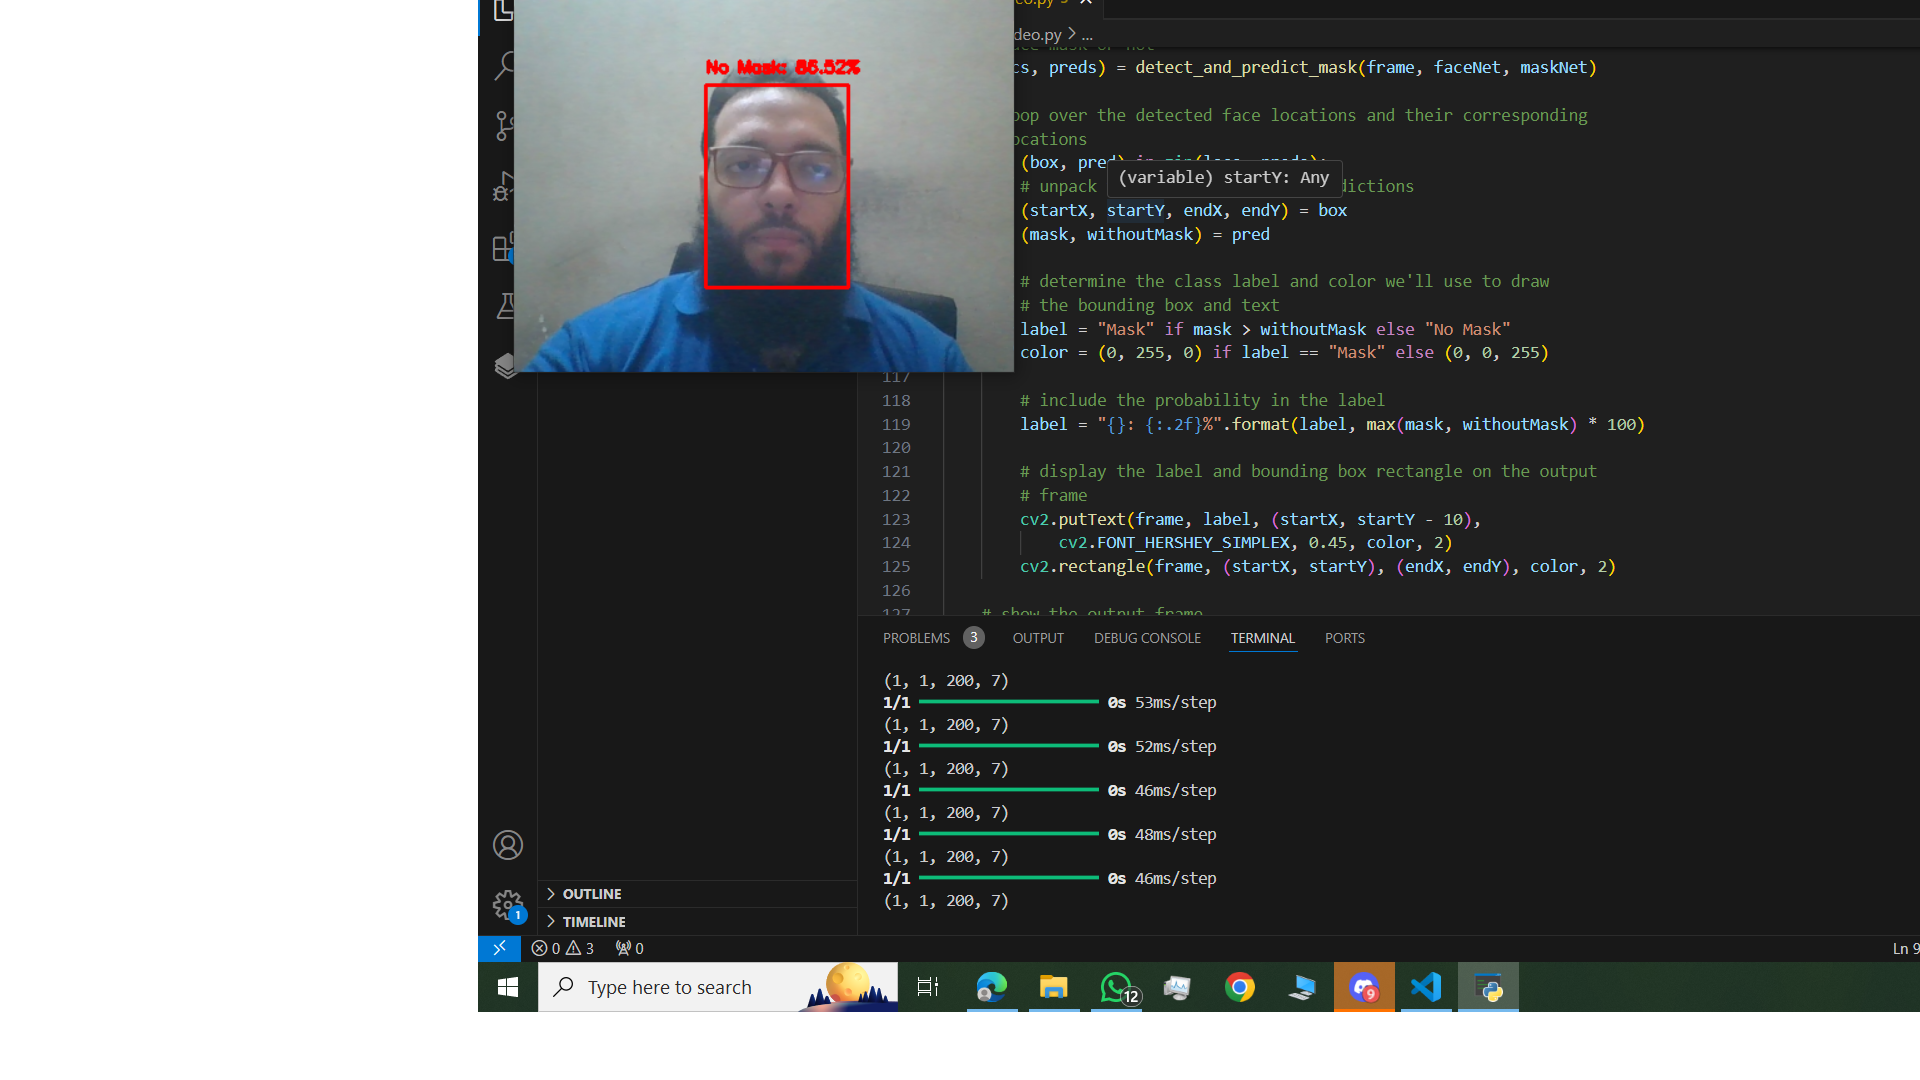 deo.py > ...
cs, preds) = detect_and_predict_mask(frame, faceNet, maskNet)
oop over the detected face locations and their corresponding
ocations
(box, pred)
(variable) startY: Any
# unpack
dictions
(startX, startY, endX, endY) = box
(mask, withoutMask) = pred
# determine the class label and color we'll use to draw
# the bounding box and text
label = "Mask" if mask > withoutMask else "No Mask"
color = (0, 255, 0) if label == "Mask" else (0, 0, 255)
117
118 # include the probability in the label
119 label = "{}: {:.2f}%".format(label, max(mask, withoutMask) * 100)
120
121 # display the label and bounding box rectangle on the output
122 # frame
123 cv2.putText(frame, label, (startX, startY - 10),
124 cv2.FONT_HERSHEY_SIMPLEX, 0.45, color, 2)
125 cv2.rectangle(frame, (startX, startY), (endX, endY), color, 2)
126
127 # show the output frame
No Mask: 86.52%
PROBLEMS 3 OUTPUT DEBUG CONSOLE TERMINAL PORTS
(1, 1, 200, 7)
1/1 0s 53ms/step
(1, 1, 200, 7)
1/1 0s 52ms/step
(1, 1, 200, 7)
1/1 0s 46ms/step
(1, 1, 200, 7)
1/1 0s 48ms/step
(1, 1, 200, 7)
1/1 0s 46ms/step
(1, 1, 200, 7)
OUTLINE
TIMELINE
1
0 3 0
Ln 9
Type here to search
12
9